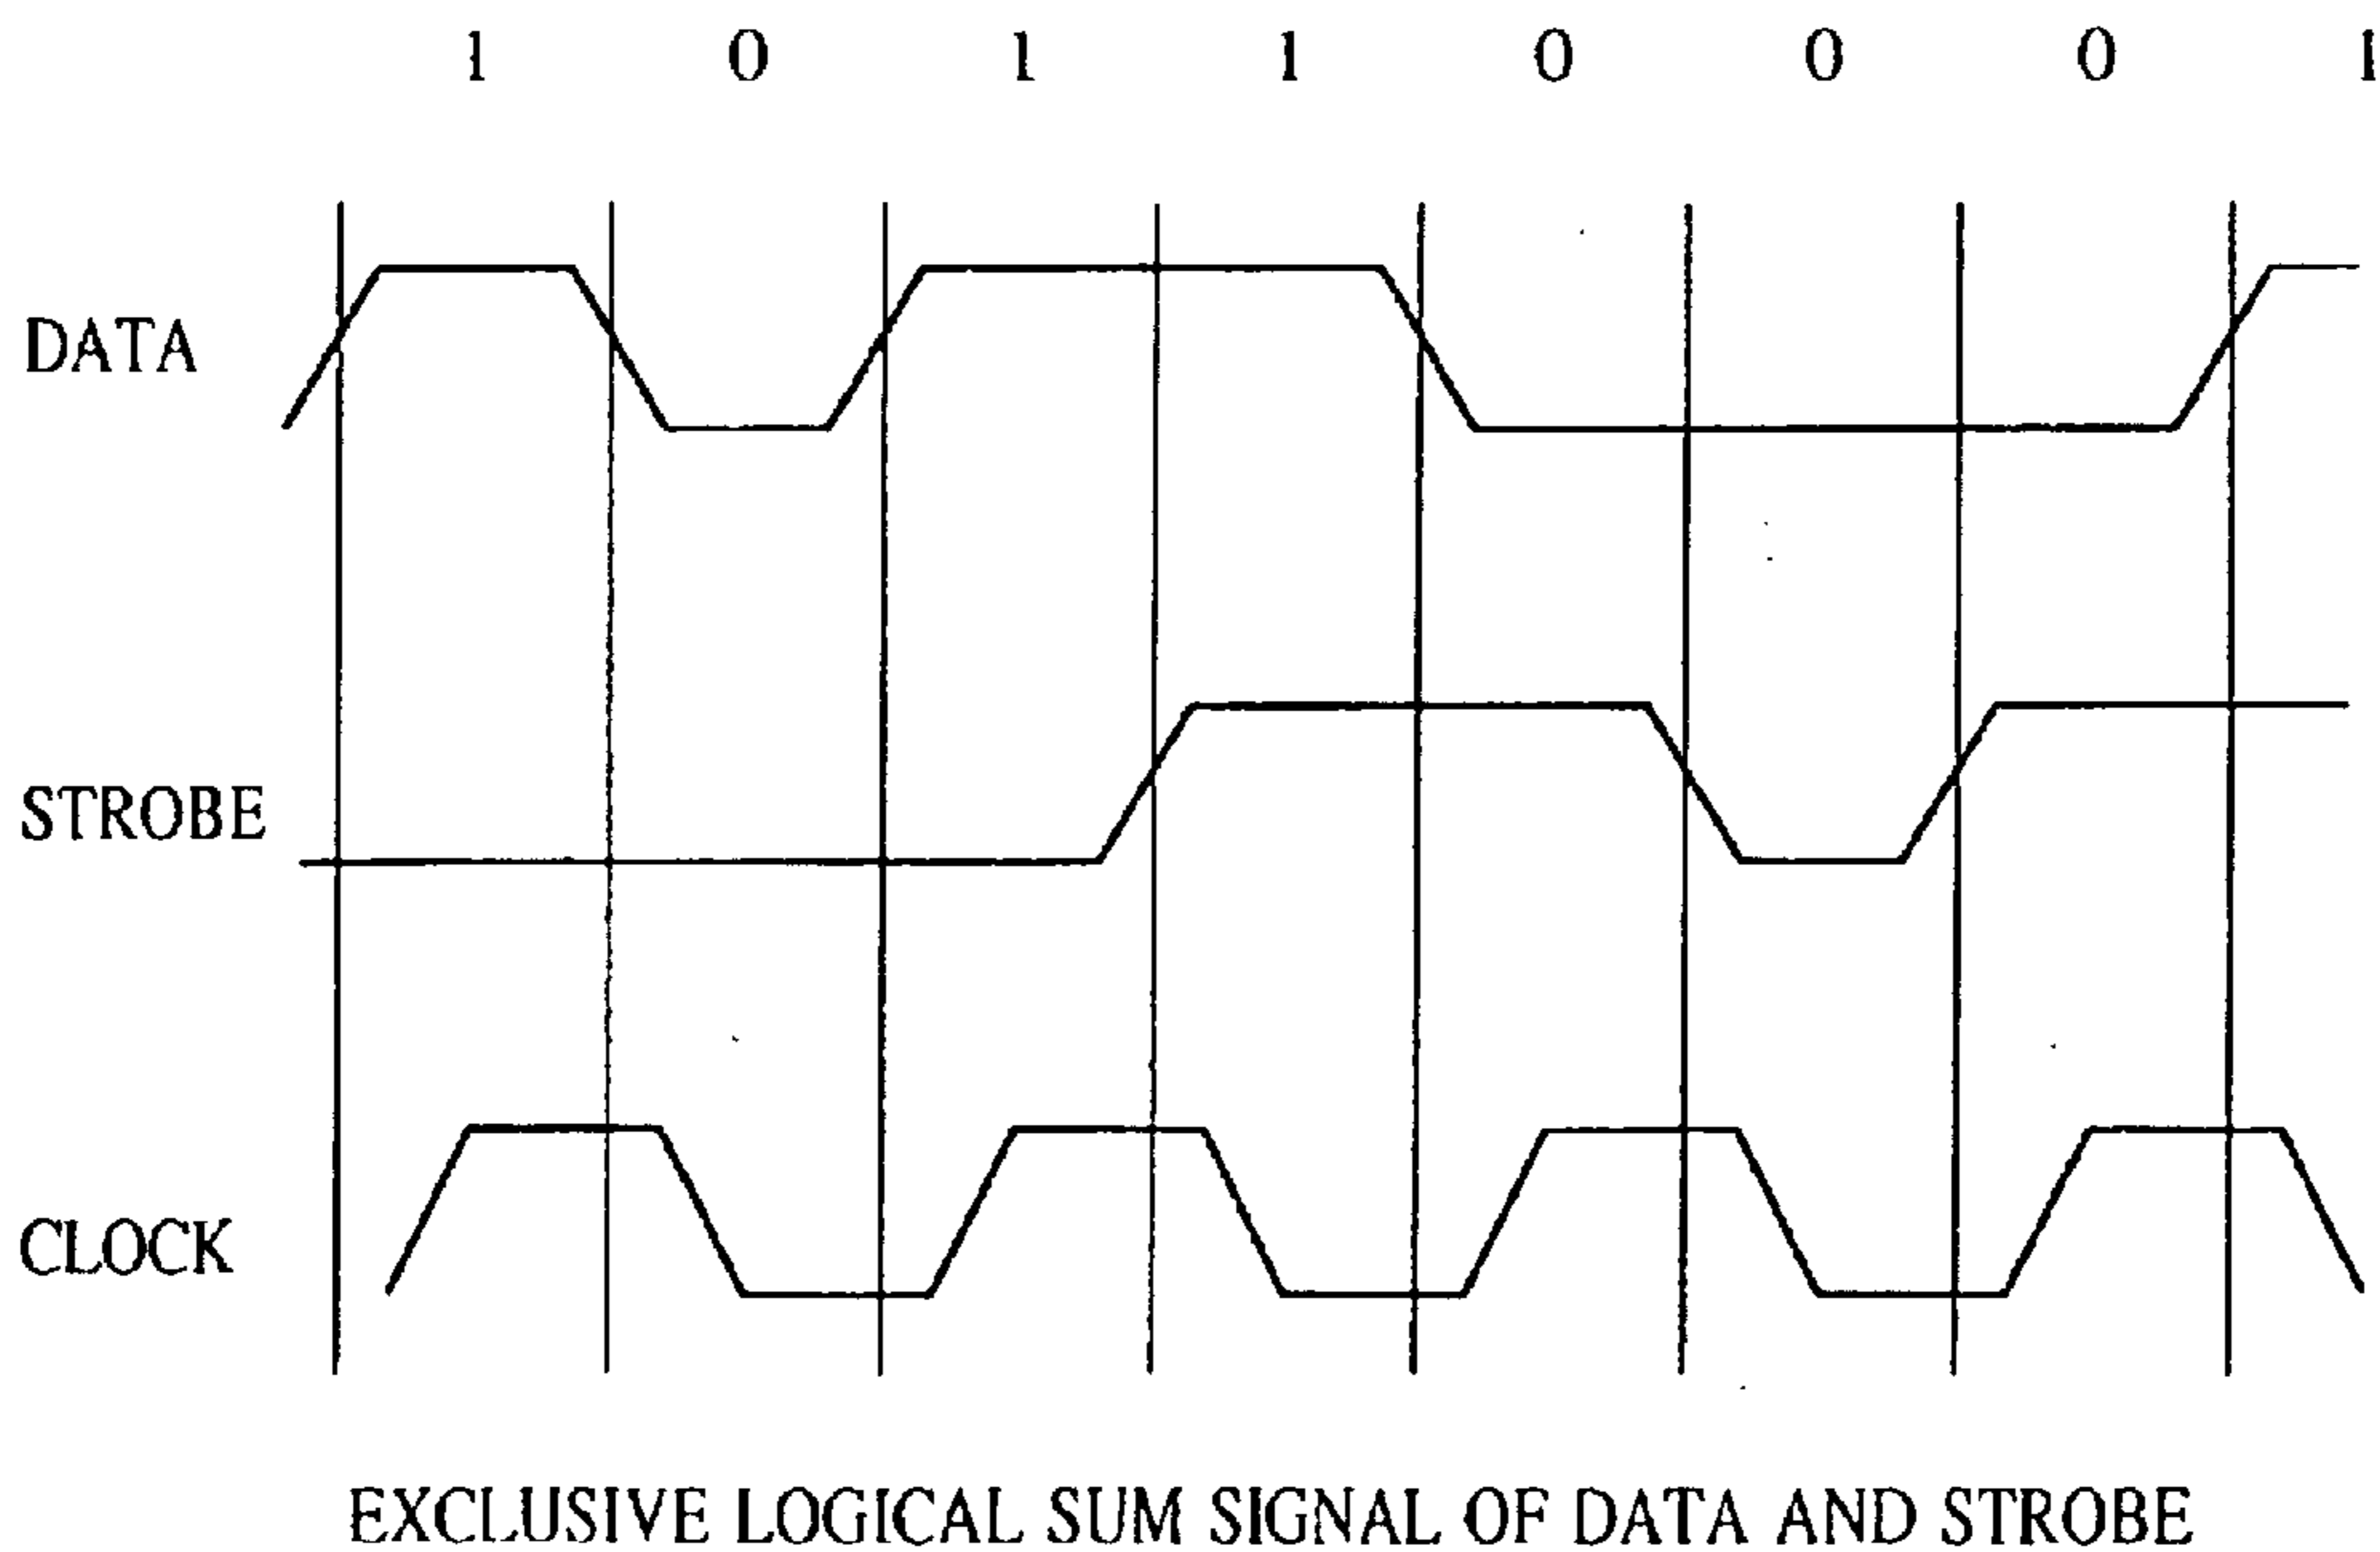 1 0 1 1 0 0 0 1
DATA
STROBE
CLOCK
EXCLUSIVE LOGICAL SUM SIGNAL OF DATA AND STROBE